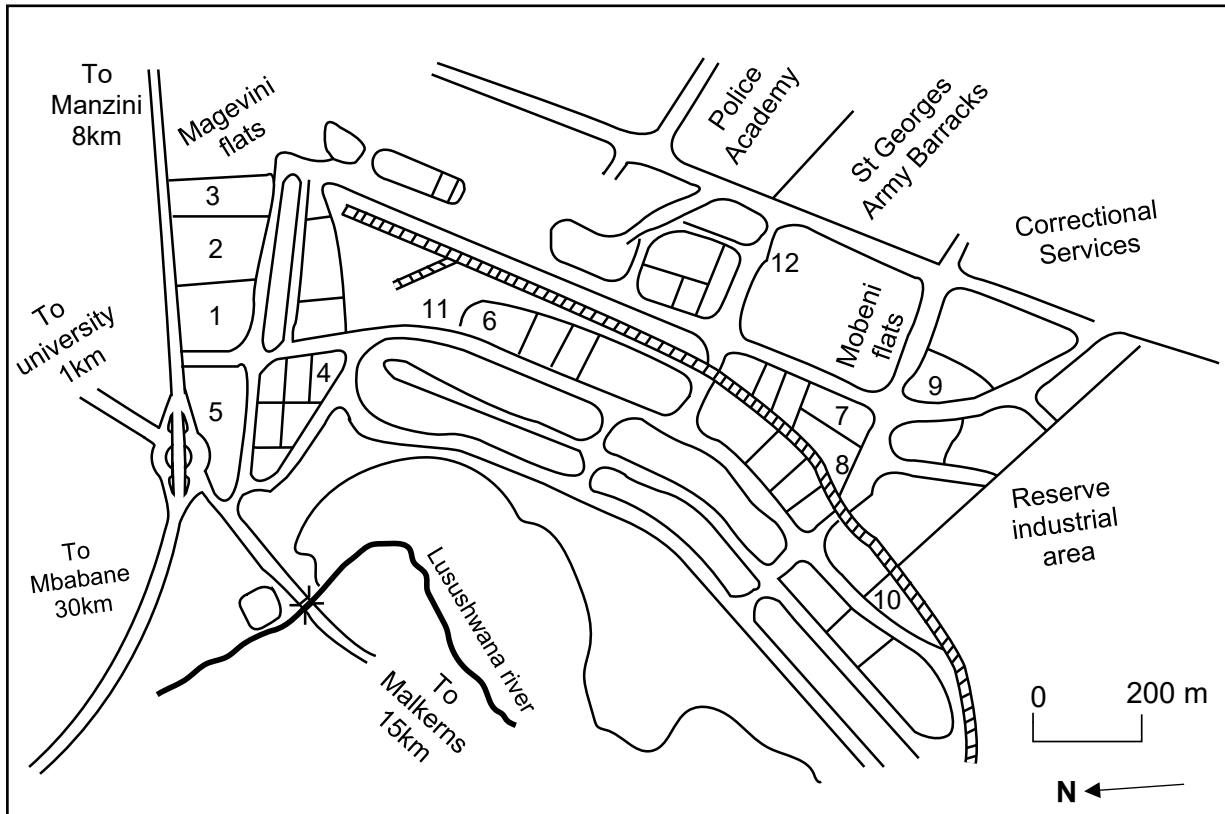 To
Manzini
8km
Magevini
flats
Police
Academy
St Georges
Army Barracks
Correctional
Services
3
2
1
To
university
1km
5
4
11
6
12
Mobeni
flats
9
7
8
10
Reserve
industrial
area
To
Mbabane
30km
Lusushwana river
To
Malkerns
15km
0 200 m
N